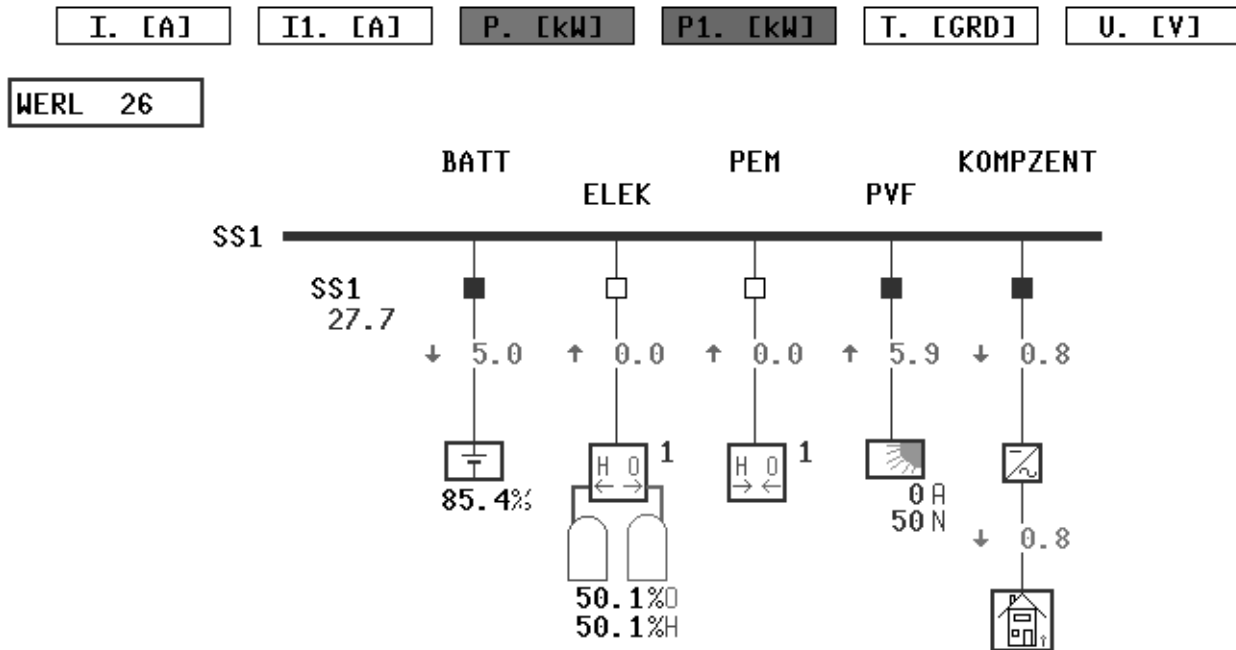 I. [A] I1. [A] P. [kW] P1. [kW] T. [GRD] U. [V]
WERL 26
BATT PEM KOMPZENT
ELEK PVF
SS1
SS1
27.7
↓ 5.0 ↑ 0.0 ↑ 0.0 ↑ 5.9 ↓ 0.8
H O 1 H O 1
85.4% 0 A
50 N
↓ 0.8
50.1%O
50.1%H